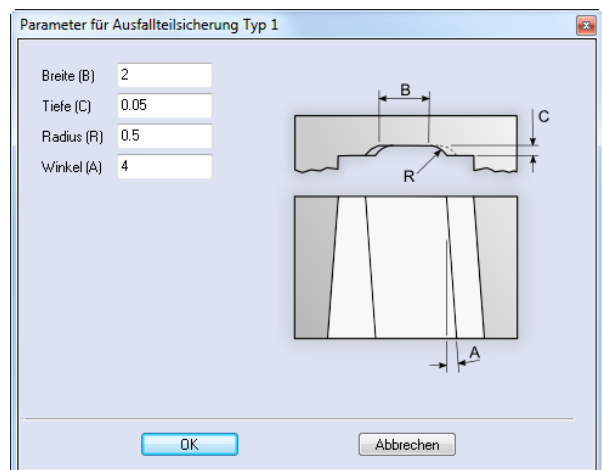 Parameter für Ausfallteilsicherung Typ 1
Breite (B) 2
Tiefe (C) 0.05
Radius (R) 0.5
Winkel (A) 4
B
C
R
A
OK Abbrechen